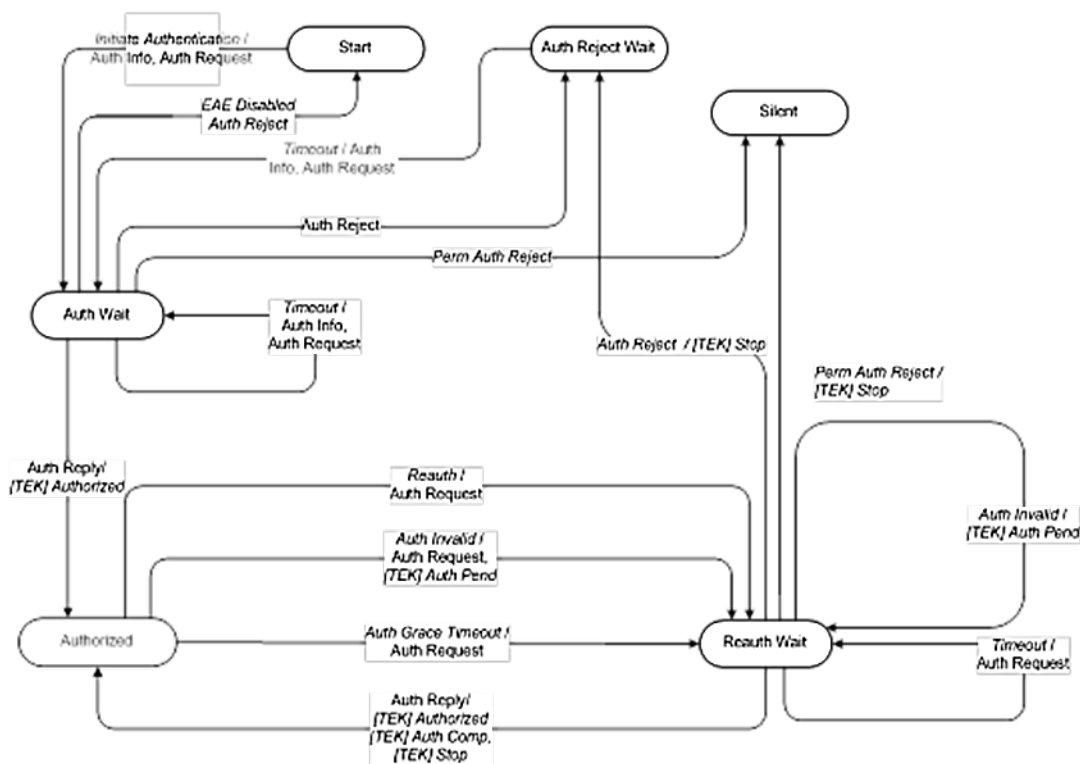 Start
Auth Reject Wait
Initiate Authentication /
Auth Info, Auth Request
Silent
EAE Disabled
Auth Reject
Timeout / Auth
Info, Auth Request
Auth Reject
Perm Auth Reject
Auth Wait
Timeout /
Auth Info,
Auth Request
Auth Reject / [TEK] Stop
Perm Auth Reject /
[TEK] Stop
Auth Reply/
[TEK] Authorized
Reauth /
Auth Request
Auth Invalid /
[TEK] Auth Pend
Auth Invalid /
Auth Request,
[TEK] Auth Pend
Authorized
Auth Grace Timeout /
Auth Request
Reauth Wait
Timeout /
Auth Request
Auth Reply/
[TEK] Authorized
[TEK] Auth Comp,
[TEK] Stop